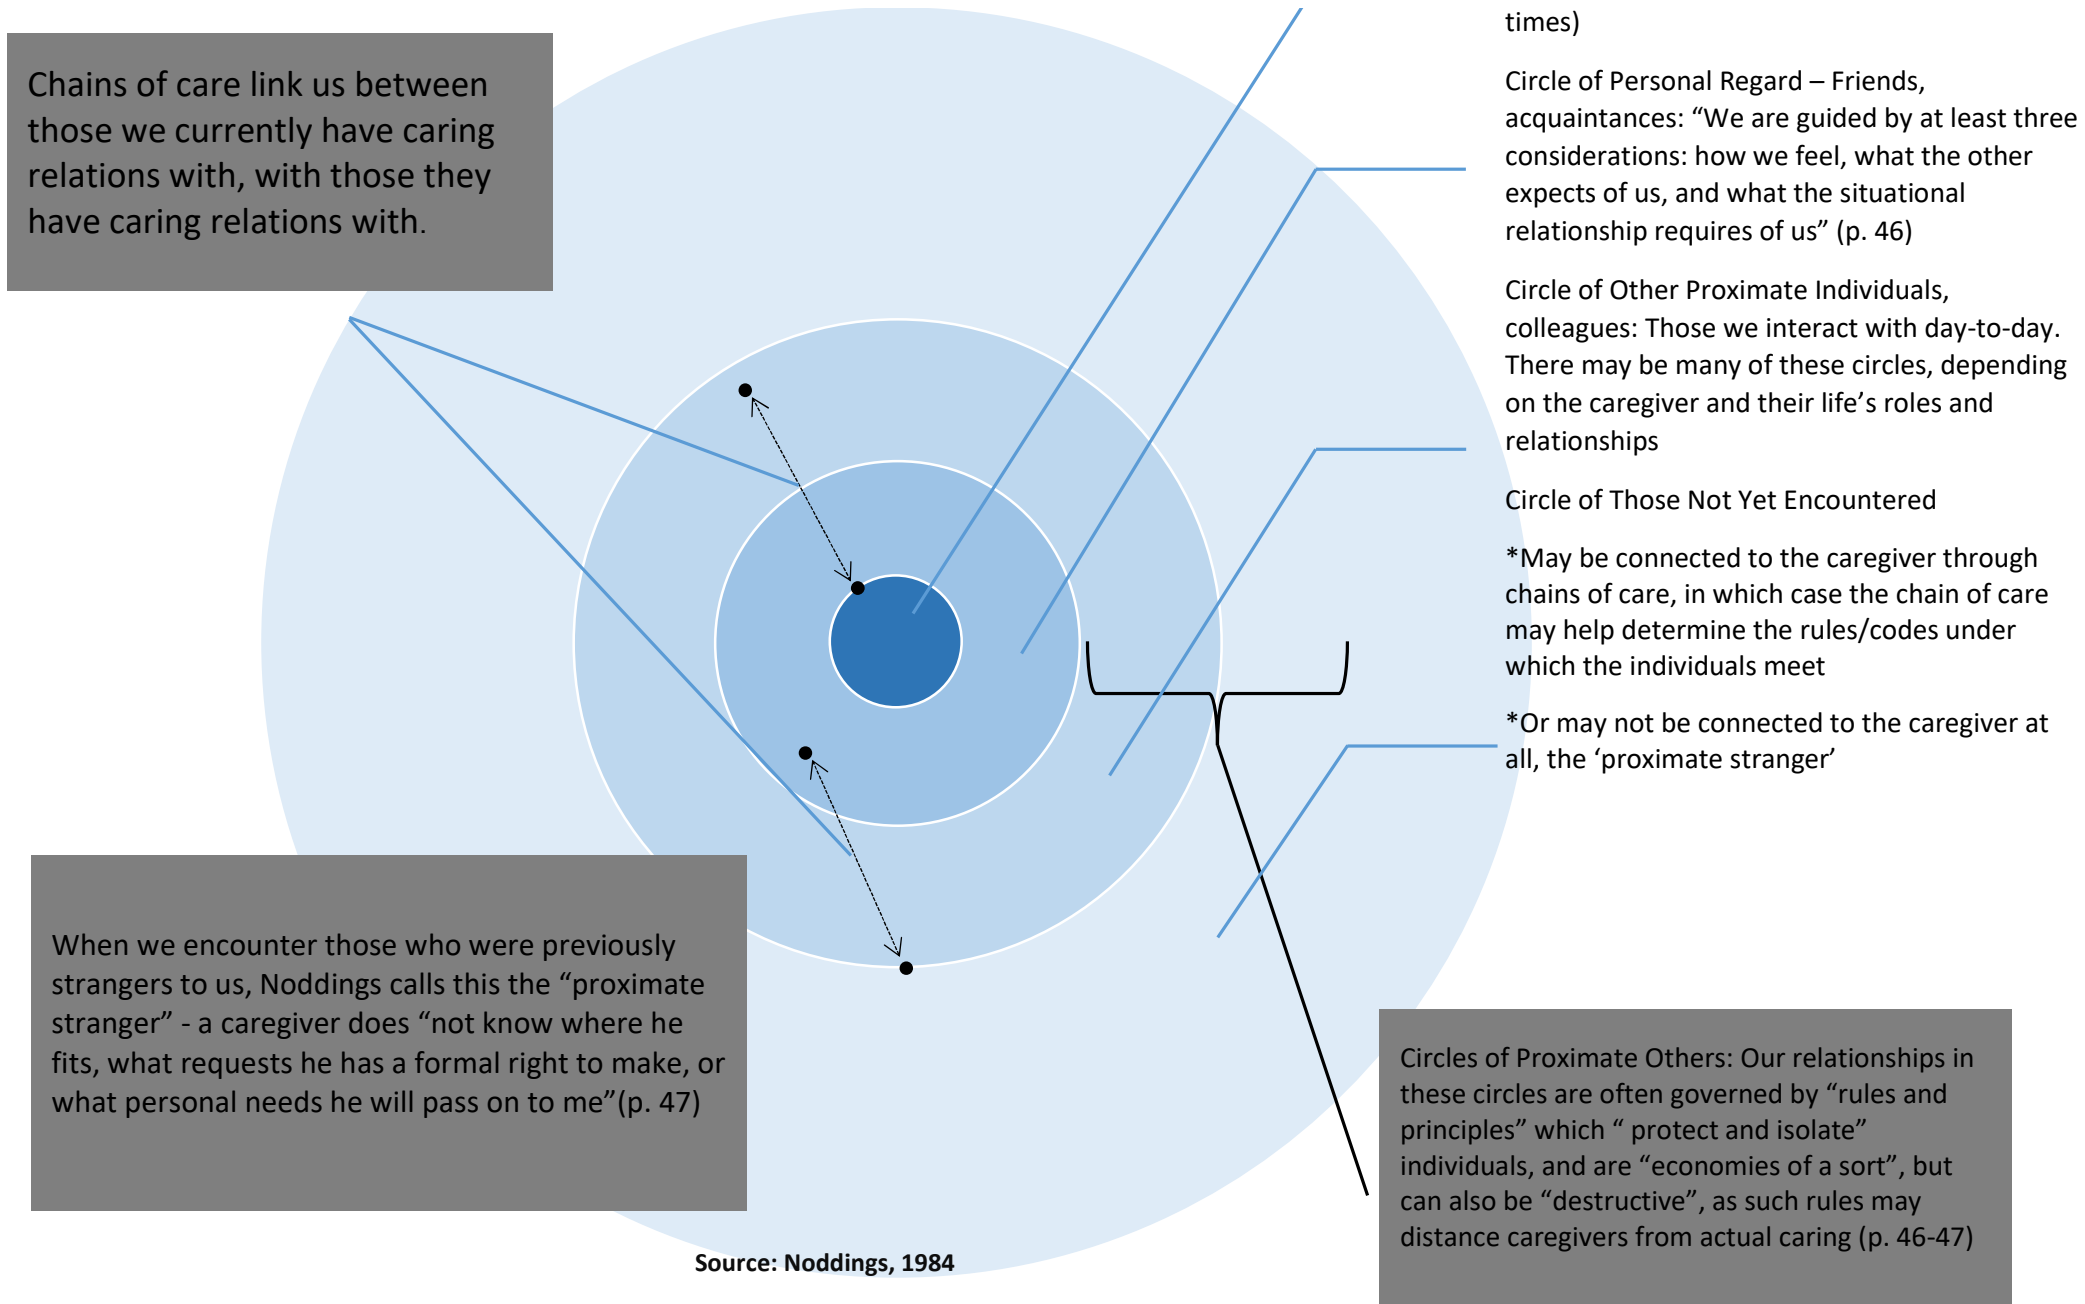 Chains of care link us between
those we currently have caring
relations with, with those they
have caring relations with.
times)
Circle of Personal Regard – Friends,
acquaintances: “We are guided by at least three
considerations: how we feel, what the other
expects of us, and what the situational
relationship requires of us” (p. 46)
Circle of Other Proximate Individuals,
colleagues: Those we interact with day-to-day.
There may be many of these circles, depending
on the caregiver and their life’s roles and
relationships
Circle of Those Not Yet Encountered
*May be connected to the caregiver through
chains of care, in which case the chain of care
may help determine the rules/codes under
which the individuals meet
*Or may not be connected to the caregiver at
all, the ‘proximate stranger’
When we encounter those who were previously
strangers to us, Noddings calls this the “proximate
stranger” - a caregiver does “not know where he
fits, what requests he has a formal right to make, or
what personal needs he will pass on to me”(p. 47)
Circles of Proximate Others: Our relationships in
these circles are often governed by “rules and
principles” which “ protect and isolate”
individuals, and are “economies of a sort”, but
can also be “destructive”, as such rules may
distance caregivers from actual caring (p. 46-47)
Source: Noddings, 1984